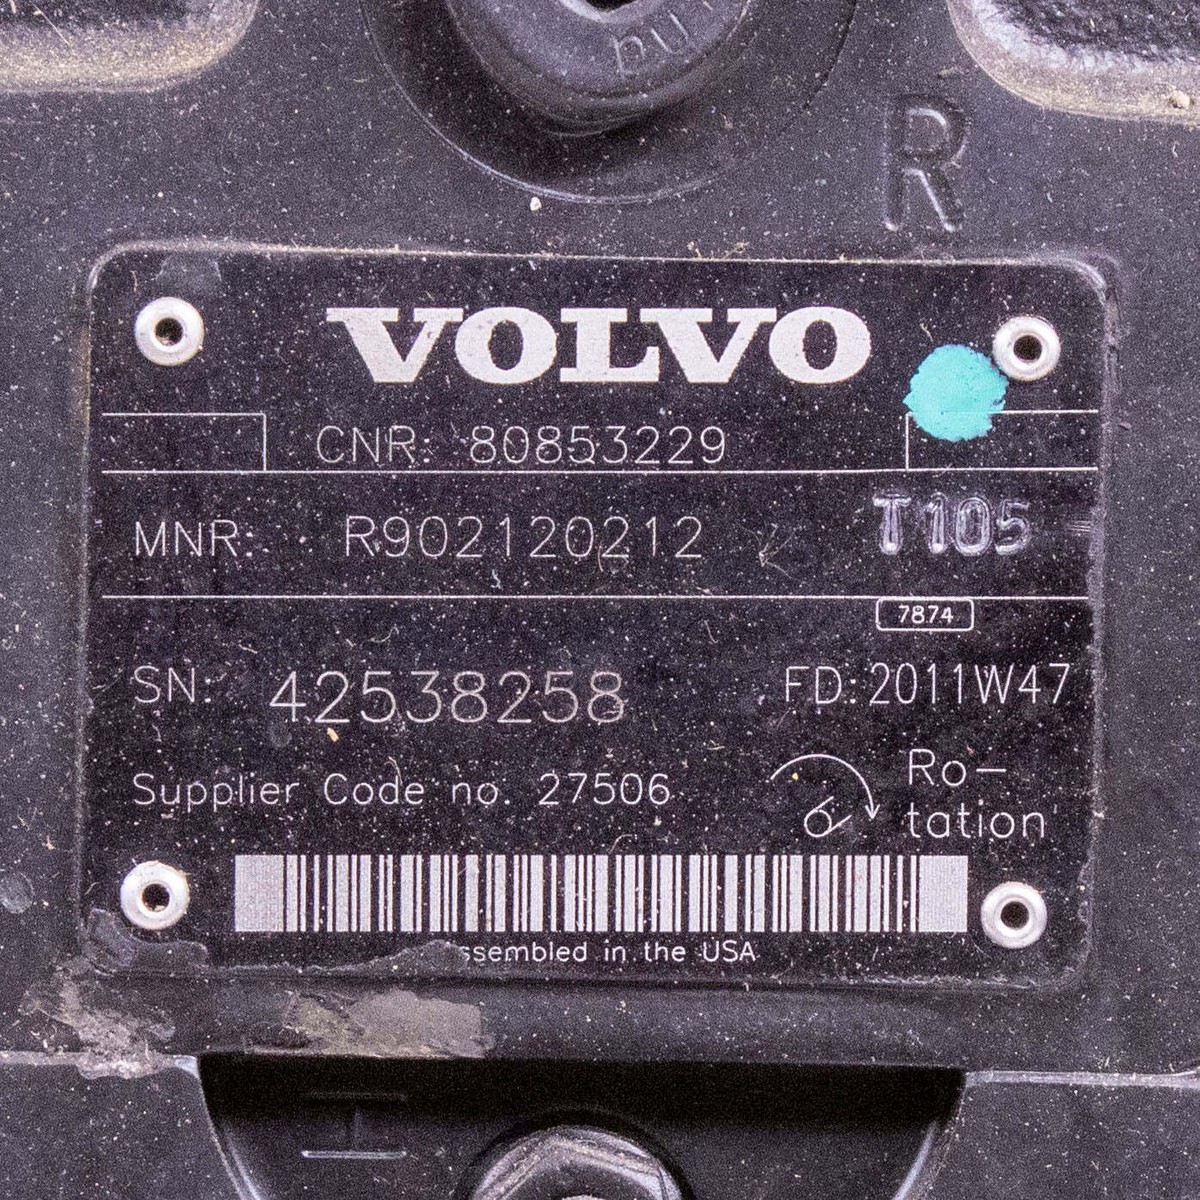 R
VOLVO
CNR: 80853229
MNR: R902120212 T105
7874
SN: 42538258 FD: 2011W47
Supplier Code no. 27506
Ro-
tation
ssembled in the USA